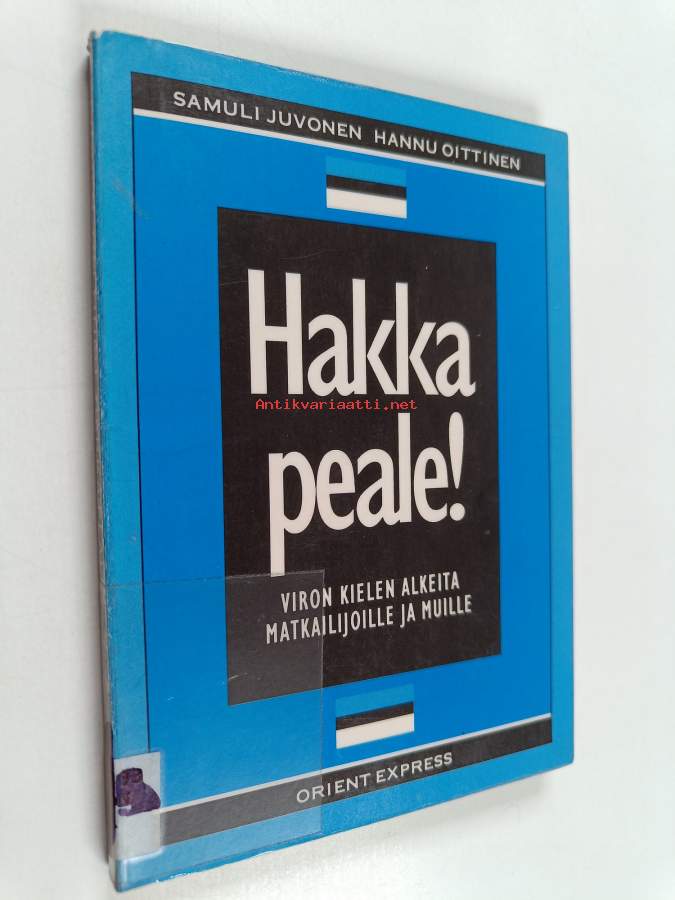 SAMULI JUVONEN HANNU OITTINEN
Hakka
Antikvariaatti.net
peale!
VIRON KIELEN ALKEITA
MATKAILIJOILLE JA MUILLE
ORIENT EXPRESS